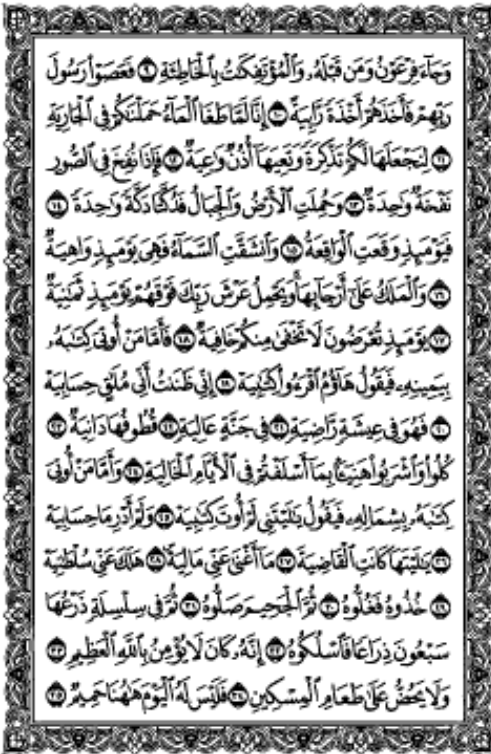 وَجَآءَ فِرْعَوْنُ وَمَن قَبْلَهُۥ وَٱلْمُؤْتَفِكَٰتُ بِٱلْخَاطِئَةِ ٩ فَعَصَوْا۟ رَسُولَ
رَبِّهِمْ فَأَخَذَهُمْ أَخْذَةً رَّابِيَةً ١٠ إِنَّا لَمَّا طَغَا ٱلْمَآءُ حَمَلْنَٰكُمْ فِى ٱلْجَارِيَةِ
١١ لِنَجْعَلَهَا لَكُمْ تَذْكِرَةً وَتَعِيَهَآ أُذُنٌ وَٰعِيَةٌ ١٢ فَإِذَا نُفِخَ فِى ٱلصُّورِ
نَفْخَةٌ وَٰحِدَةٌ ١٣ وَحُمِلَتِ ٱلْأَرْضُ وَٱلْجِبَالُ فَدُكَّتَا دَكَّةً وَٰحِدَةً ١٤
فَيَوْمَئِذٍ وَقَعَتِ ٱلْوَاقِعَةُ ١٥ وَٱنشَقَّتِ ٱلسَّمَآءُ فَهِىَ يَوْمَئِذٍ وَاهِيَةٌ
١٦ وَٱلْمَلَكُ عَلَىٰٓ أَرْجَآئِهَا وَيَحْمِلُ عَرْشَ رَبِّكَ فَوْقَهُمْ يَوْمَئِذٍ ثَمَٰنِيَةٌ
١٧ يَوْمَئِذٍ تُعْرَضُونَ لَا تَخْفَىٰ مِنكُمْ خَافِيَةٌ ١٨ فَأَمَّا مَنْ أُوتِىَ كِتَٰبَهُۥ
بِيَمِينِهِۦ فَيَقُولُ هَآؤُمُ ٱقْرَءُوا۟ كِتَٰبِيَهْ ١٩ إِنِّى ظَنَنتُ أَنِّى مُلَٰقٍ حِسَابِيَهْ
٢٠ فَهُوَ فِى عِيشَةٍ رَّاضِيَةٍ ٢١ فِى جَنَّةٍ عَالِيَةٍ ٢٢ قُطُوفُهَا دَانِيَةٌ ٢٣
كُلُوا۟ وَٱشْرَبُوا۟ هَنِيٓـًٔۢا بِمَآ أَسْلَفْتُمْ فِى ٱلْأَيَّامِ ٱلْخَالِيَةِ ٢٤ وَأَمَّا مَنْ أُوتِىَ
كِتَٰبَهُۥ بِشِمَالِهِۦ فَيَقُولُ يَٰلَيْتَنِى لَمْ أُوتَ كِتَٰبِيَهْ ٢٥ وَلَمْ أَدْرِ مَا حِسَابِيَهْ
٢٦ يَٰلَيْتَهَا كَانَتِ ٱلْقَاضِيَةَ ٢٧ مَآ أَغْنَىٰ عَنِّى مَالِيَهْ ٢٨ هَلَكَ عَنِّى سُلْطَٰنِيَهْ
٢٩ خُذُوهُ فَغُلُّوهُ ٣٠ ثُمَّ ٱلْجَحِيمَ صَلُّوهُ ٣١ ثُمَّ فِى سِلْسِلَةٍ ذَرْعُهَا
سَبْعُونَ ذِرَاعًا فَٱسْلُكُوهُ ٣٢ إِنَّهُۥ كَانَ لَا يُؤْمِنُ بِٱللَّهِ ٱلْعَظِيمِ ٣٣
وَلَا يَحُضُّ عَلَىٰ طَعَامِ ٱلْمِسْكِينِ ٣٤ فَلَيْسَ لَهُ ٱلْيَوْمَ هَٰهُنَا حَمِيمٌ ٣٥